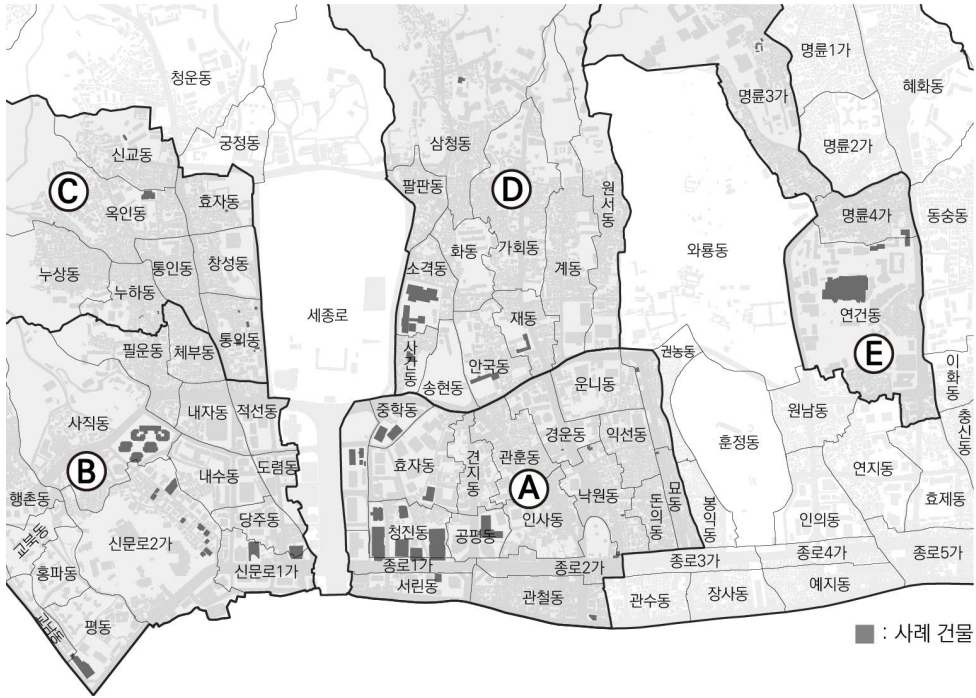 명륜1가
청운동
혜화동
명륜3가
궁정동
삼청동
명륜2가
신교동
팔판동
C
D
원서동
옥인동
효자동
명륜4가
동숭동
화동
가회동
와룡동
통인동
창성동
소격동
계동
누상동
누하동
세종로
재동
연건동
통의동
사간동
안국동
권농동
E
필운동
체부동
송현동
운니동
이화동
중학동
원남동
사직동
내자동
적선동
경운동
익선동
충신동
견지동
관훈동
훈정동
B
효자동
연지동
내수동
도렴동
A
낙원동
묘동
행촌동
봉익동
효제동
교북동
당주동
청진동
공평동
인사동
돈의동
인의동
신문로2가
홍파동
신문로1가
종로1가
종로2가
종로3가
종로4가
종로5가
서린동
관철동
관수동
장사동
예지동
교남동
평동
: 사례 건물